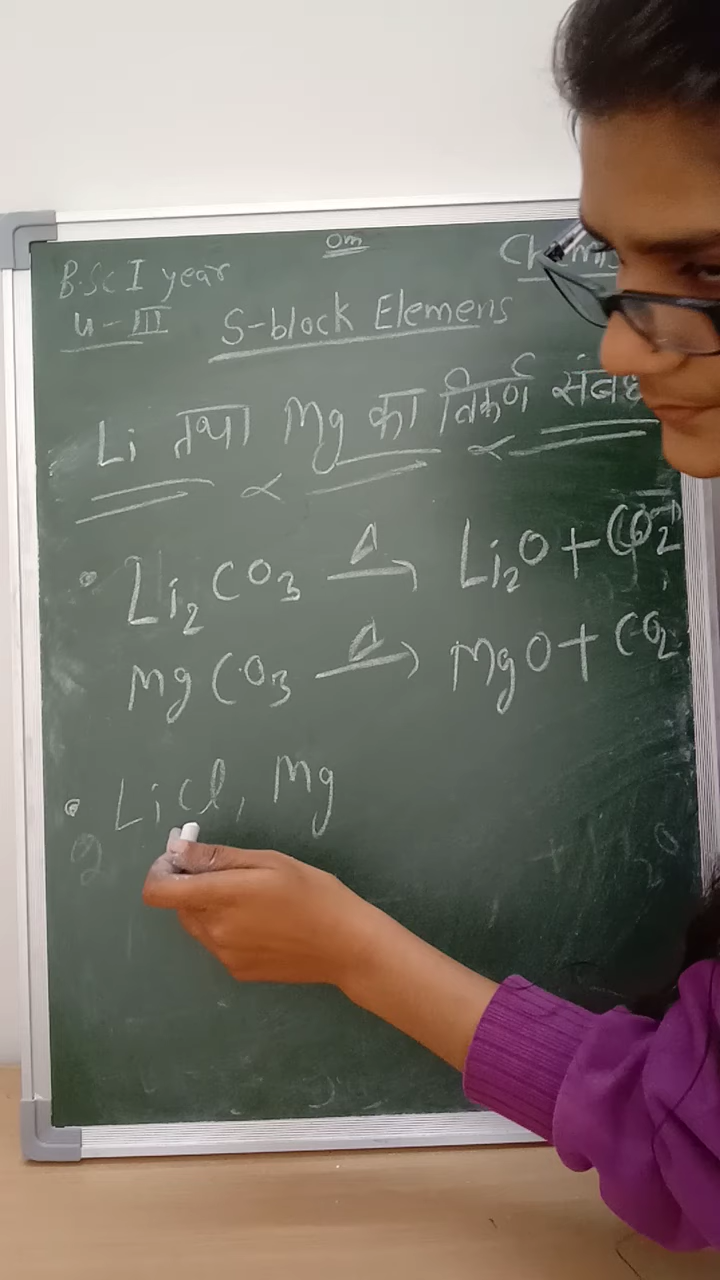 Om
B.Sc I year
U-III
S-block Elemens
Li तथा Mg का विकर्ण संबंध
Li₂CO₃ —Δ→ Li₂O + CO₂
MgCO₃ —Δ→ MgO + CO₂
LiCl, Mg